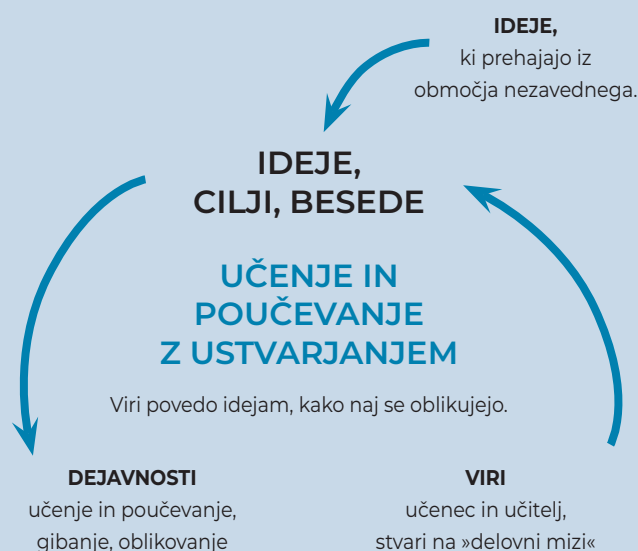 IDEJE,
ki prehajajo iz
območja nezavednega.
IDEJE,
CILJI, BESEDE
UČENJE IN
POUČEVANJE
Z USTVARJANJEM
Viri povedo idejam, kako naj se oblikujejo.
DEJAVNOSTI
učenje in poučevanje,
gibanje, oblikovanje
VIRI
učenec in učitelj,
stvari na »delovni mizi«